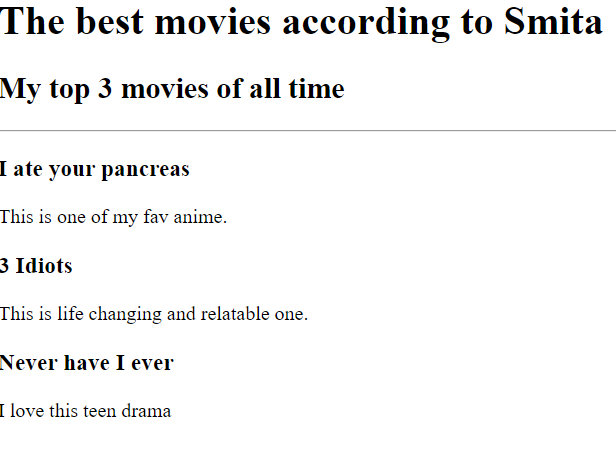 The best movies according to Smita
My top 3 movies of all time
I ate your pancreas
This is one of my fav anime.
3 Idiots
This is life changing and relatable one.
Never have I ever
I love this teen drama